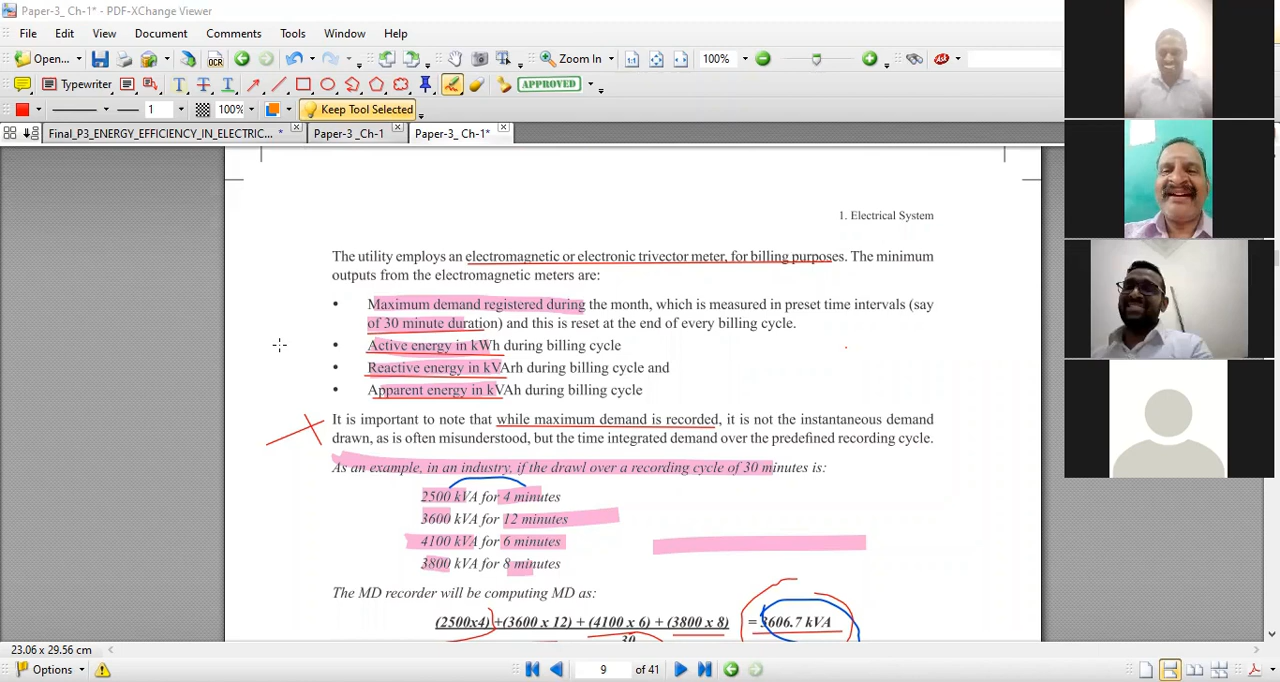 Paper-3_ Ch-1* - PDF-XChange Viewer
File Edit View Document Comments Tools Window Help
Open... OCR Zoom In 100%
Typewriter T T T APPROVED
1 100% Keep Tool Selected
Final_P3_ENERGY_EFFICIENCY_IN_ELECTRIC... * Paper-3 _Ch-1 Paper-3_ Ch-1*
1. Electrical System
The utility employs an electromagnetic or electronic trivector meter, for billing purposes. The minimum
outputs from the electromagnetic meters are:
• Maximum demand registered during the month, which is measured in preset time intervals (say
of 30 minute duration) and this is reset at the end of every billing cycle.
• Active energy in kWh during billing cycle
• Reactive energy in kVArh during billing cycle and
• Apparent energy in kVAh during billing cycle
It is important to note that while maximum demand is recorded, it is not the instantaneous demand
drawn, as is often misunderstood, but the time integrated demand over the predefined recording cycle.
As an example, in an industry, if the drawl over a recording cycle of 30 minutes is:
2500 kVA for 4 minutes
3600 kVA for 12 minutes
4100 kVA for 6 minutes
3800 kVA for 8 minutes
The MD recorder will be computing MD as:
(2500x4) +(3600 x 12) + (4100 x 6) + (3800 x 8) = 3606.7 kVA
30
23.06 x 29.56 cm
Options 9 of 41